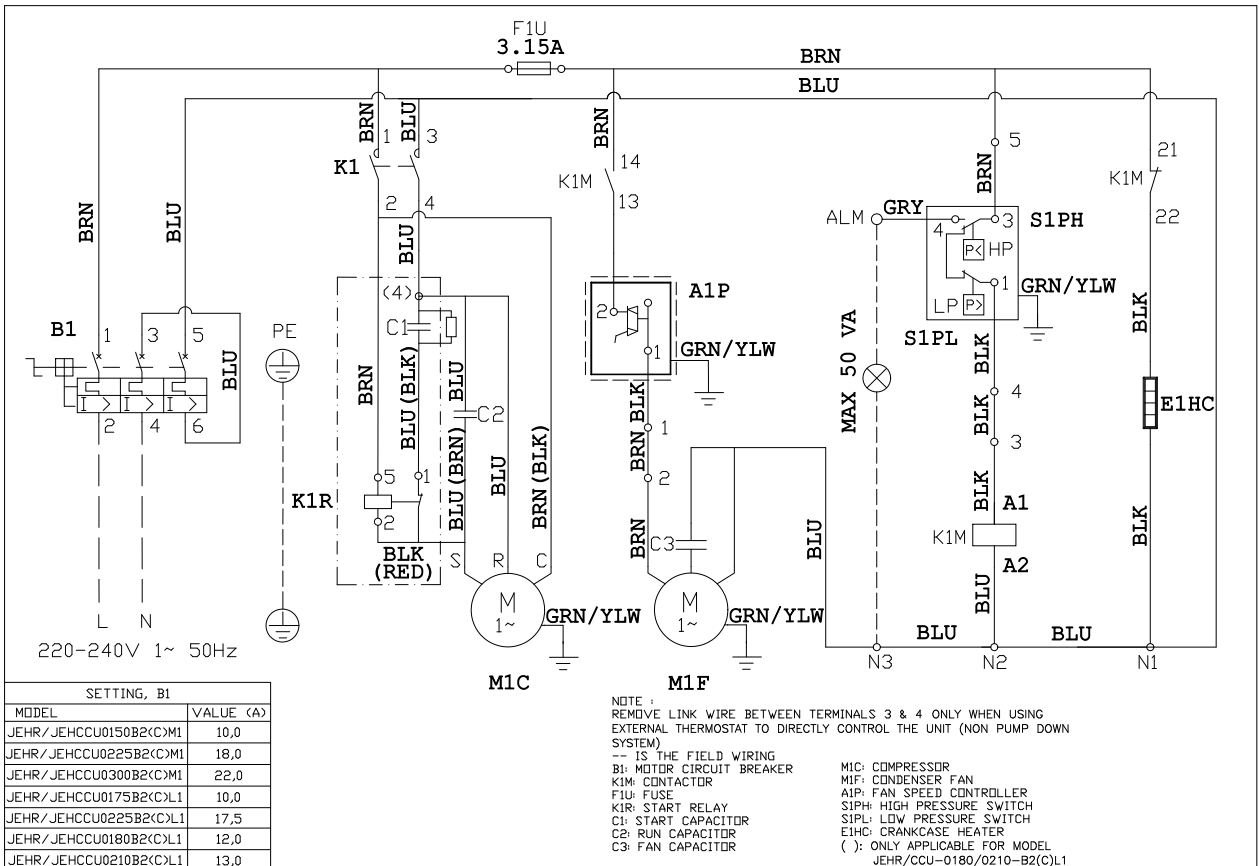 F1U
3.15A
BRN
BLU
BRN
1
BLU
3
K1
2
4
BLU
BRN
14
K1M
13
5
BRN
21
K1M
22
BRN
BLU
ALM
GRY
4
3
S1PH
P<
HP
1
LP
P>
GRN/YLW
S1PL
B1
1
3
5
BLU
I >
I >
I >
2
4
6
PE
(4)
C1
BRN
BLU(BLK)
BLU
C2
K1R
5
1
2
BLK
(RED)
BLU(BRN)
BLU
BRN(BLK)
S
R
C
A1P
2
1
GRN/YLW
BLK
1
BRN
2
BRN
C3
BLU
MAX 50 VA
BLK
4
BLK
3
BLK
A1
K1M
A2
BLU
BLK
E1HC
BLK
M
1~
GRN/YLW
M1C
M
1~
GRN/YLW
M1F
BLU
BLU
N3
N2
N1
L
N
220-240V 1~ 50Hz
SETTING, B1
MODEL VALUE (A)
JEHR/JEHCCU0150B2(C)M1 10,0
JEHR/JEHCCU0225B2(C)M1 18,0
JEHR/JEHCCU0300B2(C)M1 22,0
JEHR/JEHCCU0175B2(C)L1 10,0
JEHR/JEHCCU0225B2(C)L1 17,5
JEHR/JEHCCU0180B2(C)L1 12,0
JEHR/JEHCCU0210B2(C)L1 13,0
NOTE :
REMOVE LINK WIRE BETWEEN TERMINALS 3 & 4 ONLY WHEN USING
EXTERNAL THERMOSTAT TO DIRECTLY CONTROL THE UNIT (NON PUMP DOWN
SYSTEM)
-- IS THE FIELD WIRING
B1: MOTOR CIRCUIT BREAKER
K1M: CONTACTOR
F1U: FUSE
K1R: START RELAY
C1: START CAPACITOR
C2: RUN CAPACITOR
C3: FAN CAPACITOR
M1C: COMPRESSOR
M1F: CONDENSER FAN
A1P: FAN SPEED CONTROLLER
S1PH: HIGH PRESSURE SWITCH
S1PL: LOW PRESSURE SWITCH
E1HC: CRANKCASE HEATER
( ): ONLY APPLICABLE FOR MODEL
JEHR/CCU-0180/0210-B2(C)L1